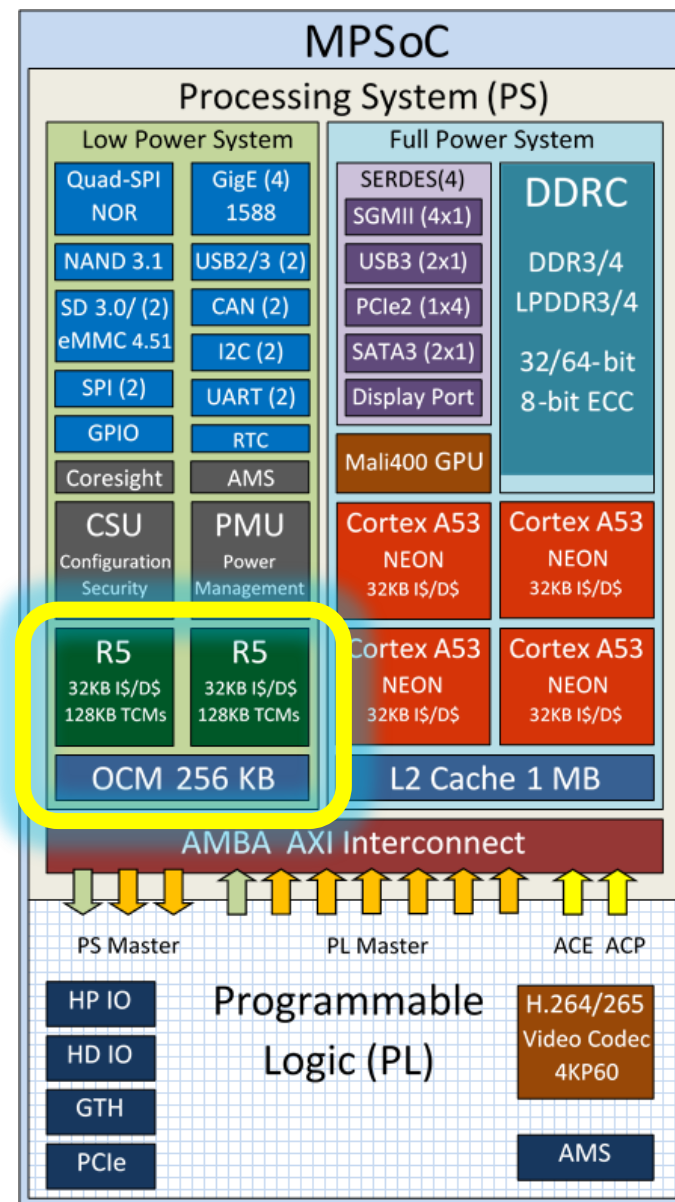 MPSoC
Processing System (PS)
Low Power System
Quad-SPI
NOR
GigE (4)
1588
NAND 3.1
USB2/3 (2)
SD 3.0/ (2)
eMMC 4.51
CAN (2)
I2C (2)
SPI (2)
UART (2)
GPIO
RTC
Coresight
AMS
CSU
Configuration
Security
PMU
Power
Management
R5
32KB I$/D$
128KB TCMs
R5
32KB I$/D$
128KB TCMs
OCM 256 KB
Full Power System
SERDES(4)
SGMII (4x1)
USB3 (2x1)
PCIe2 (1x4)
SATA3 (2x1)
Display Port
DDRC
DDR3/4
LPDDR3/4
32/64-bit
8-bit ECC
Mali400 GPU
Cortex A53
NEON
32KB I$/D$
Cortex A53
NEON
32KB I$/D$
Cortex A53
NEON
32KB I$/D$
Cortex A53
NEON
32KB I$/D$
L2 Cache 1 MB
AMBA AXI Interconnect
PS Master
PL Master
ACE ACP
HP IO
HD IO
GTH
PCIe
Programmable
Logic (PL)
H.264/265
Video Codec
4KP60
AMS